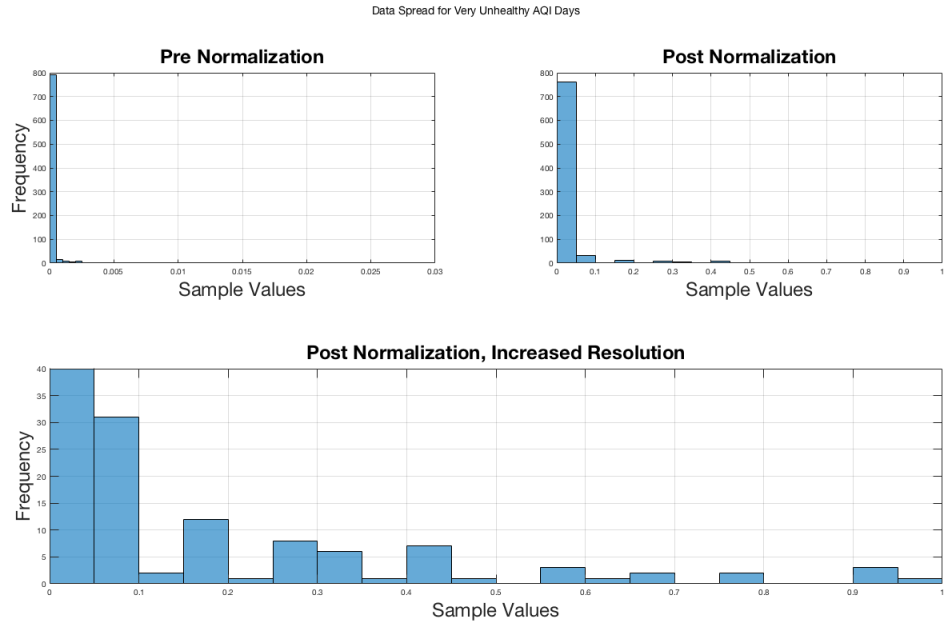 Data Spread for Very Unhealthy AQI Days
Pre Normalization
800
700
600
500
400
300
200
100
0
Frequency
0 0.005 0.01 0.015 0.02 0.025 0.03
Sample Values
Post Normalization
800
700
600
500
400
300
200
100
0
0 0.1 0.2 0.3 0.4 0.5 0.6 0.7 0.8 0.9 1
Sample Values
Post Normalization, Increased Resolution
40
35
30
25
20
15
10
5
0
Frequency
0 0.1 0.2 0.3 0.4 0.5 0.6 0.7 0.8 0.9 1
Sample Values